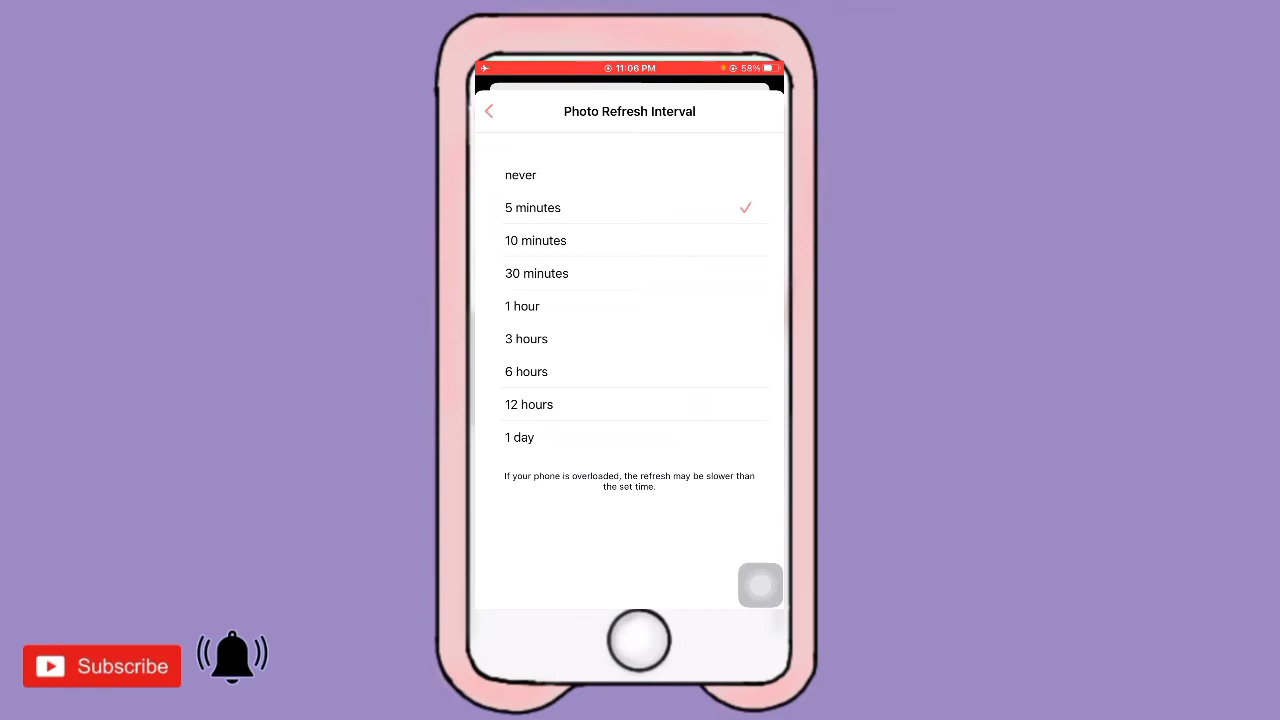 11:06 PM
58%
Photo Refresh Interval
never
5 minutes
10 minutes
30 minutes
1 hour
3 hours
6 hours
12 hours
1 day
If your phone is overloaded, the refresh may be slower than
the set time.
Subscribe